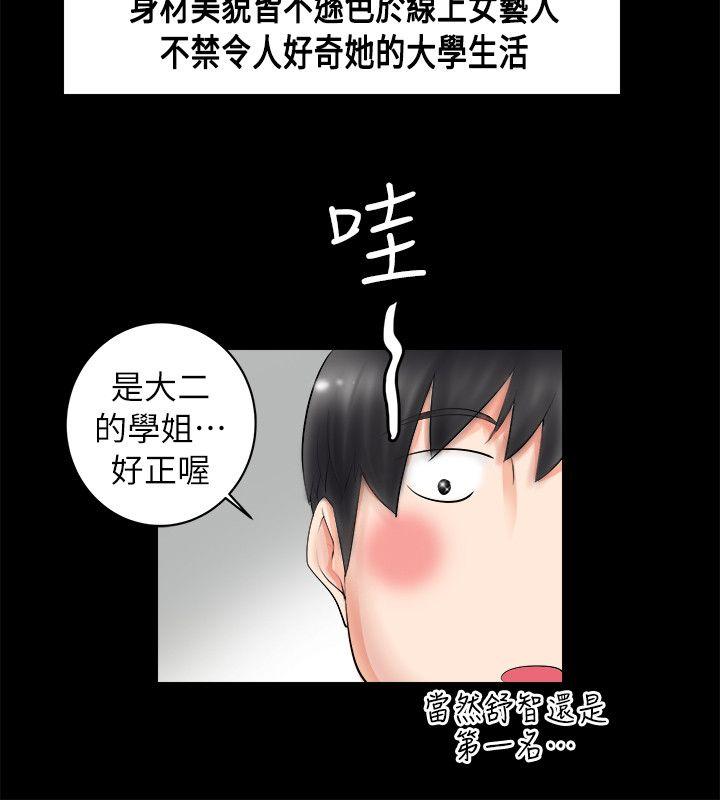 身材美貌皆不遜色於線上女藝人
不禁令人好奇她的大學生活
哇
是大二
的學姐…
好正喔
當然舒智還是
第一名…